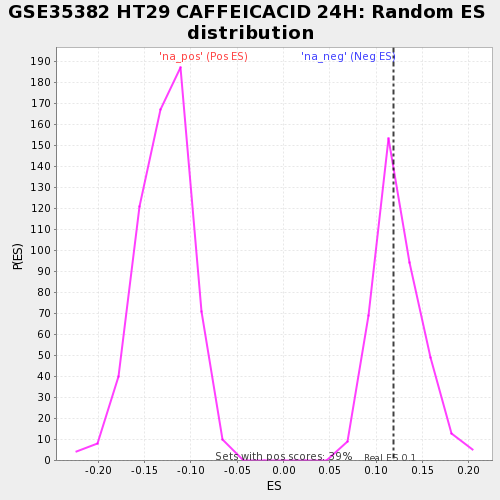 GSE35382 HT29 CAFFEICACID 24H: Random ES
distribution
'na_pos' (Pos ES)
'na_neg' (Neg ES)
190
180
170
160
150
140
130
120
110
100
90
80
70
60
50
40
30
20
10
0
P(ES)
Sets with pos scores: 39%
Real ES 0.1
-0.20 -0.15 -0.10 -0.05 0.00 0.05 0.10 0.15 0.20
ES